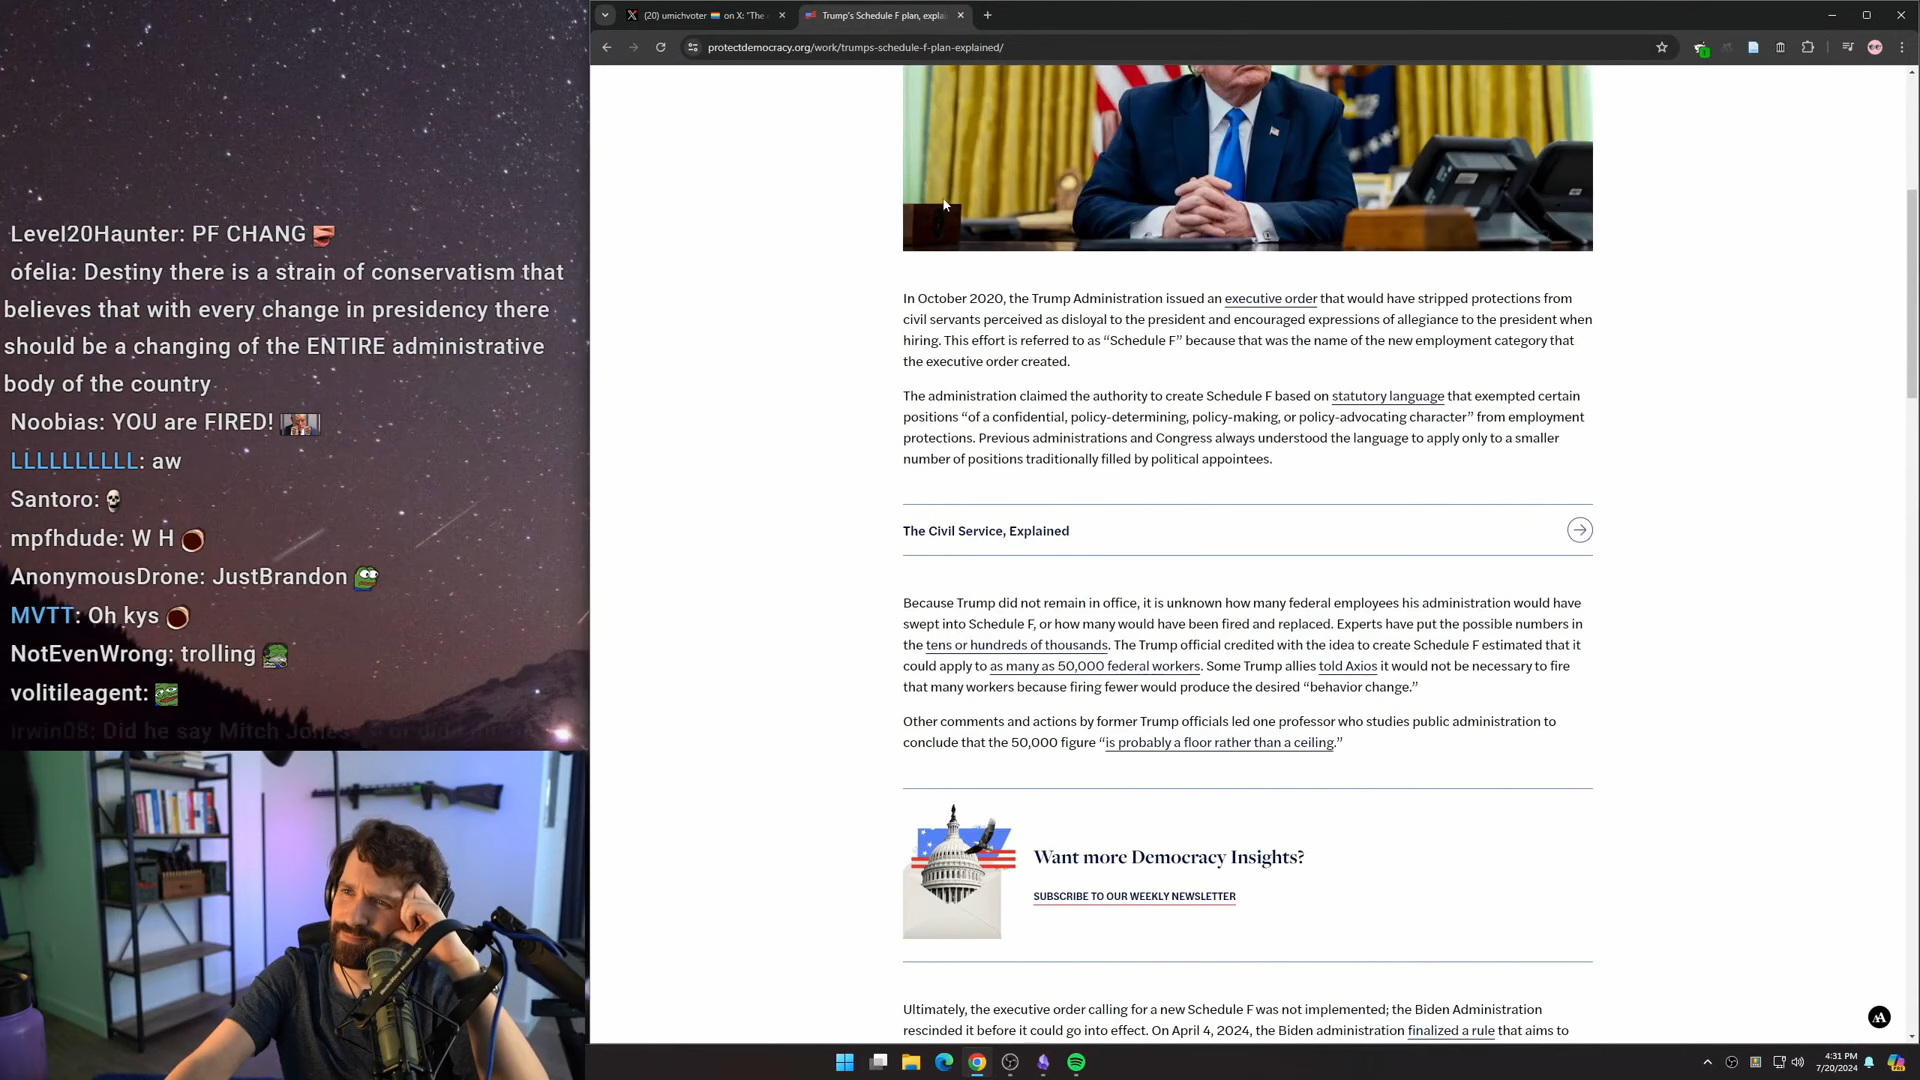 (20) umichvoter on X: "The
Trump's Schedule F plan, expla
protectdemocracy.org/work/trumps-schedule-f-plan-explained/
Level20Haunter: PF CHANG
ofelia: Destiny there is a strain of conservatism that
believes that with every change in presidency there
should be a changing of the ENTIRE administrative
body of the country
Noobias: YOU are FIRED!
LLLLLLLLLL: aw
Santoro:
mpfhdude: W H
AnonymousDrone: JustBrandon
MVTT: Oh kys
NotEvenWrong: trolling
volitileagent:
Irwin08: Did he say Mitch Jones
In October 2020, the Trump Administration issued an executive order that would have stripped protections from
civil servants perceived as disloyal to the president and encouraged expressions of allegiance to the president when
hiring. This effort is referred to as “Schedule F” because that was the name of the new employment category that
the executive order created.
The administration claimed the authority to create Schedule F based on statutory language that exempted certain
positions “of a confidential, policy-determining, policy-making, or policy-advocating character” from employment
protections. Previous administrations and Congress always understood the language to apply only to a smaller
number of positions traditionally filled by political appointees.
The Civil Service, Explained
Because Trump did not remain in office, it is unknown how many federal employees his administration would have
swept into Schedule F, or how many would have been fired and replaced. Experts have put the possible numbers in
the tens or hundreds of thousands. The Trump official credited with the idea to create Schedule F estimated that it
could apply to as many as 50,000 federal workers. Some Trump allies told Axios it would not be necessary to fire
that many workers because firing fewer would produce the desired “behavior change.”
Other comments and actions by former Trump officials led one professor who studies public administration to
conclude that the 50,000 figure “is probably a floor rather than a ceiling.”
Want more Democracy Insights?
SUBSCRIBE TO OUR WEEKLY NEWSLETTER
Ultimately, the executive order calling for a new Schedule F was not implemented; the Biden Administration
rescinded it before it could go into effect. On April 4, 2024, the Biden administration finalized a rule that aims to
AA
4:31 PM
7/20/2024